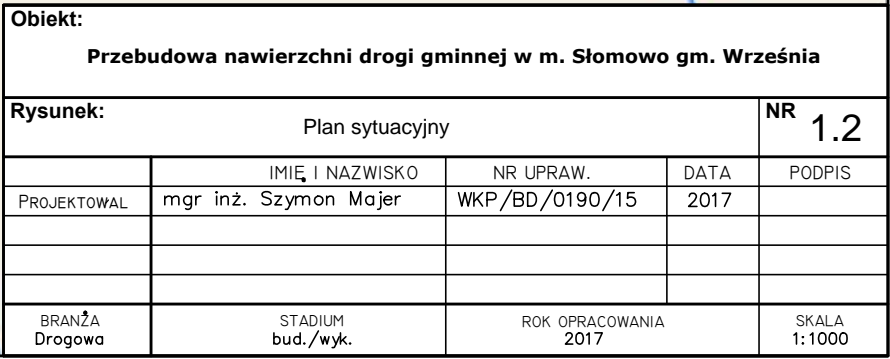 Obiekt:
Przebudowa nawierzchni drogi gminnej w m. Słomowo gm. Września
Rysunek:
Plan sytuacyjny
NR 1.2
IMIĘ I NAZWISKO NR UPRAW. DATA PODPIS
PROJEKTOWAŁ mgr inż. Szymon Majer WKP/BD/0190/15 2017
BRANŻA STADIUM ROK OPRACOWANIA SKALA
Drogowa bud./wyk. 2017 1:1000